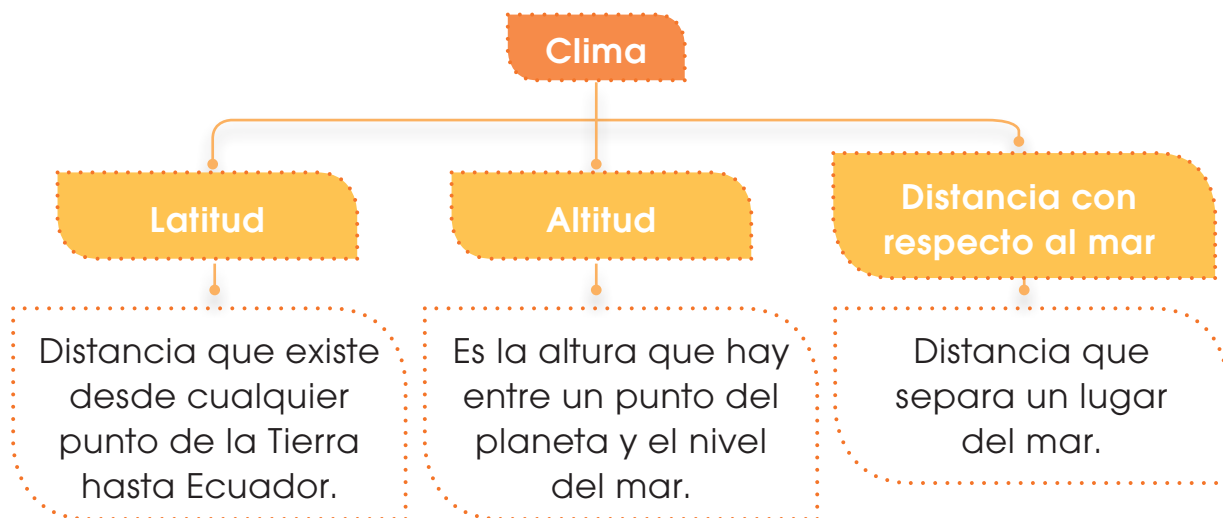 Clima
Latitud
Altitud
Distancia con
respecto al mar
Distancia que existe
desde cualquier
punto de la Tierra
hasta Ecuador.
Es la altura que hay
entre un punto del
planeta y el nivel
del mar.
Distancia que
separa un lugar
del mar.